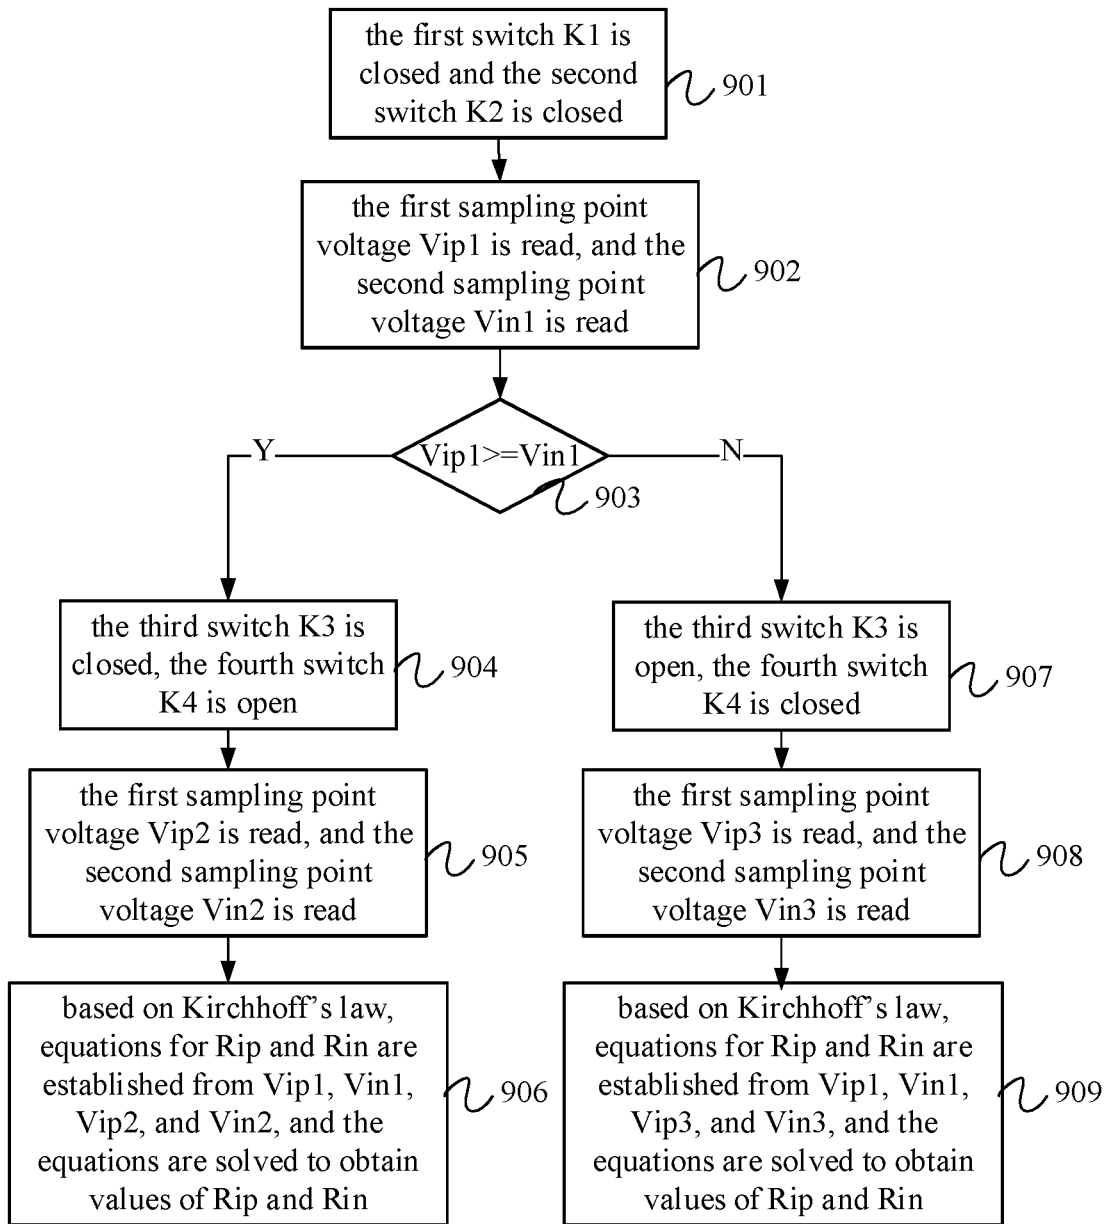 the first switch K1 is
closed and the second
switch K2 is closed
901
the first sampling point
voltage Vip1 is read, and the
second sampling point
voltage Vin1 is read
902
Vip1>=Vin1
Y
N
903
the third switch K3 is
closed, the fourth switch
K4 is open
904
the first sampling point
voltage Vip2 is read, and the
second sampling point
voltage Vin2 is read
905
based on Kirchhoff's law,
equations for Rip and Rin are
established from Vip1, Vin1,
Vip2, and Vin2, and the
equations are solved to obtain
values of Rip and Rin
906
the third switch K3 is
open, the fourth switch
K4 is closed
907
the first sampling point
voltage Vip3 is read, and the
second sampling point
voltage Vin3 is read
908
based on Kirchhoff's law,
equations for Rip and Rin are
established from Vip1, Vin1,
Vip3, and Vin3, and the
equations are solved to obtain
values of Rip and Rin
909